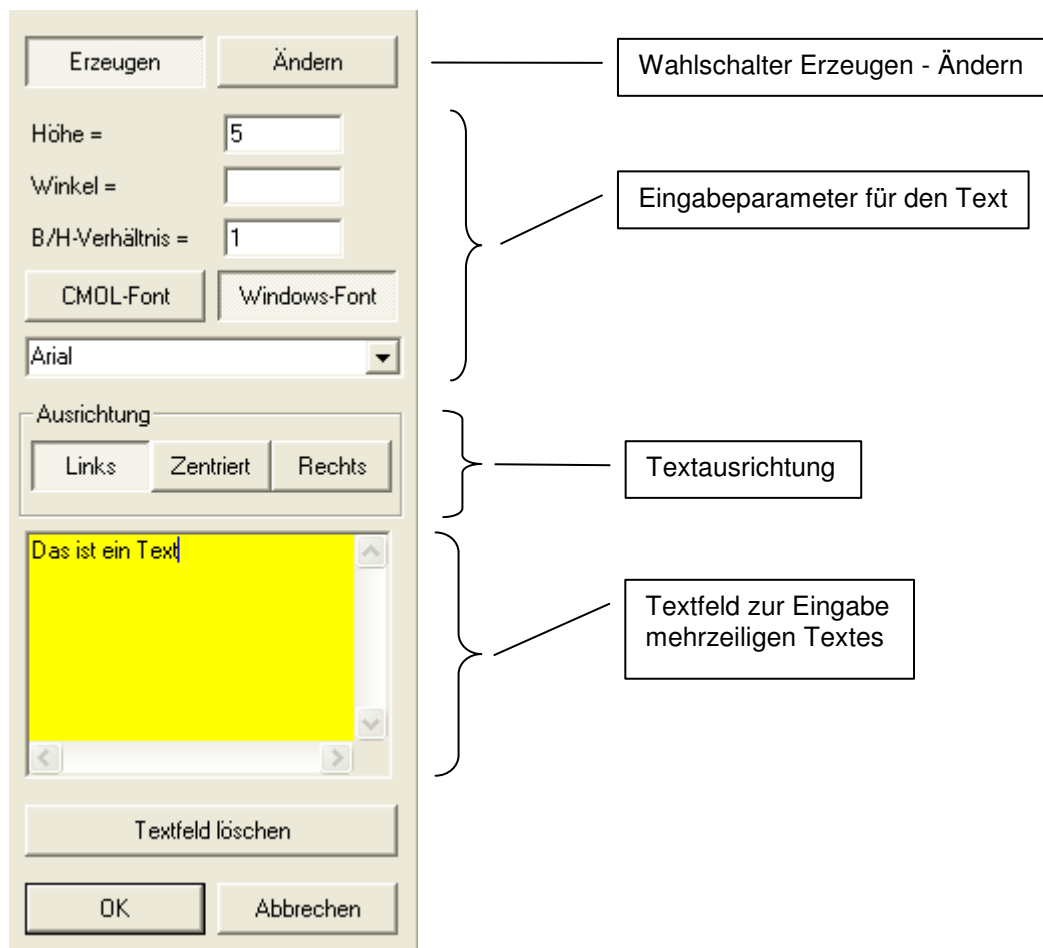 Erzeugen Ändern
Wahlschalter Erzeugen - Ändern
Höhe = 5
Winkel =
Eingabeparameter für den Text
B/H-Verhältnis = 1
CMOL-Font Windows-Font
Arial
Ausrichtung
Links Zentriert Rechts
Textausrichtung
Das ist ein Text
Textfeld zur Eingabe
mehrzeiligen Textes
Textfeld löschen
OK Abbrechen